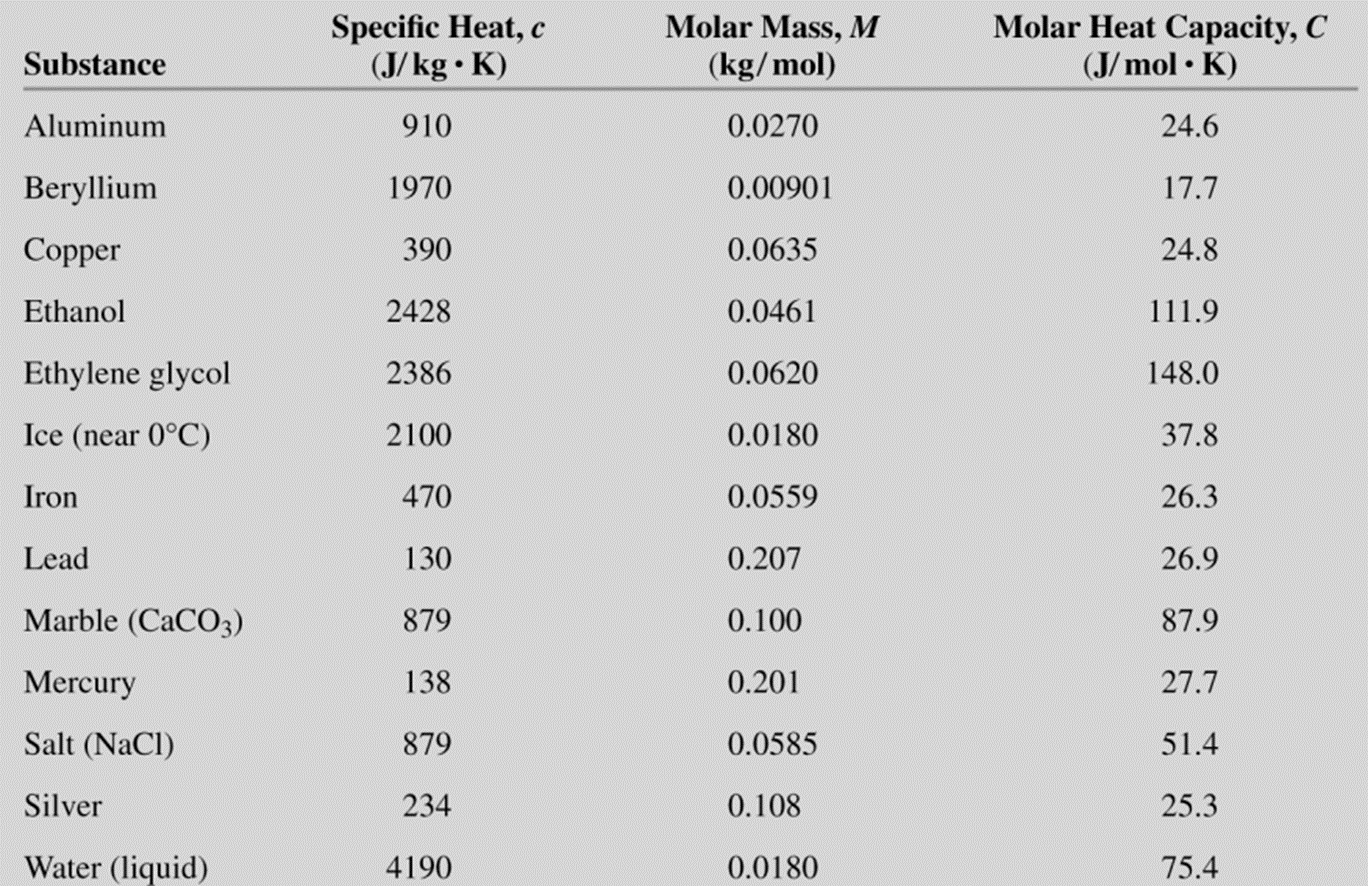 Specific Heat, c Molar Mass, M Molar Heat Capacity, C
Substance (J/kg · K) (kg/mol) (J/mol · K)
Aluminum 910 0.0270 24.6
Beryllium 1970 0.00901 17.7
Copper 390 0.0635 24.8
Ethanol 2428 0.0461 111.9
Ethylene glycol 2386 0.0620 148.0
Ice (near 0°C) 2100 0.0180 37.8
Iron 470 0.0559 26.3
Lead 130 0.207 26.9
Marble (CaCO₃) 879 0.100 87.9
Mercury 138 0.201 27.7
Salt (NaCl) 879 0.0585 51.4
Silver 234 0.108 25.3
Water (liquid) 4190 0.0180 75.4